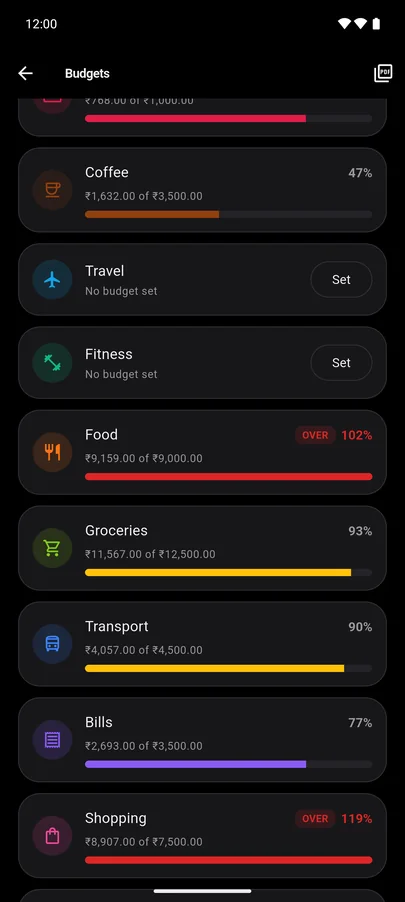 12:00
Budgets
PDF
₹768.00 of ₹1,000.00
Coffee
47%
₹1,632.00 of ₹3,500.00
Travel
No budget set
Set
Fitness
No budget set
Set
Food
OVER 102%
₹9,159.00 of ₹9,000.00
Groceries
93%
₹11,567.00 of ₹12,500.00
Transport
90%
₹4,057.00 of ₹4,500.00
Bills
77%
₹2,693.00 of ₹3,500.00
Shopping
OVER 119%
₹8,907.00 of ₹7,500.00